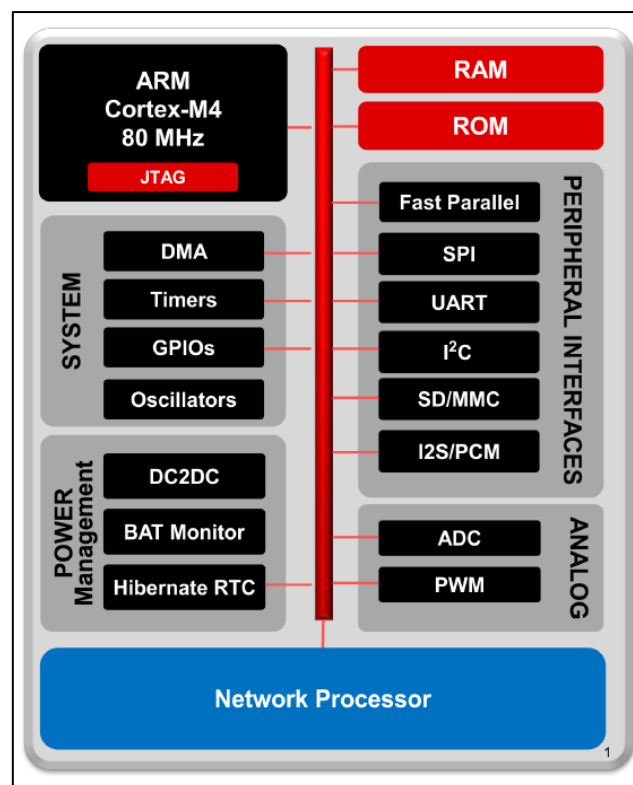 ARM
Cortex-M4
80 MHz
JTAG
RAM
ROM
SYSTEM
DMA
Timers
GPIOs
Oscillators
PERIPHERAL INTERFACES
Fast Parallel
SPI
UART
I²C
SD/MMC
I2S/PCM
POWER
Management
DC2DC
BAT Monitor
Hibernate RTC
ANALOG
ADC
PWM
Network Processor
1